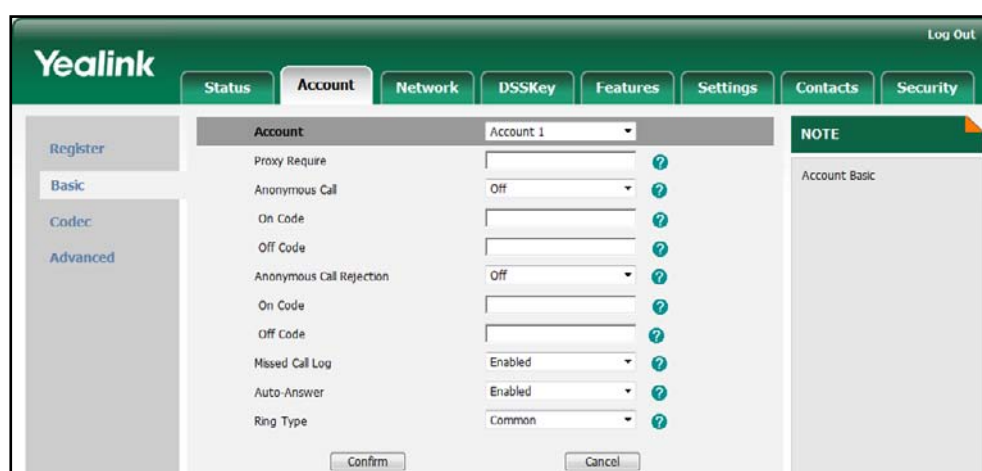 Log Out
Yealink
Status Account Network DSSKey Features Settings Contacts Security
Register
Basic
Codec
Advanced
Account Account 1
Proxy Require ?
Anonymous Call Off ?
On Code ?
Off Code ?
Anonymous Call Rejection Off ?
On Code ?
Off Code ?
Missed Call Log Enabled ?
Auto-Answer Enabled ?
Ring Type Common ?
Confirm Cancel
NOTE
Account Basic